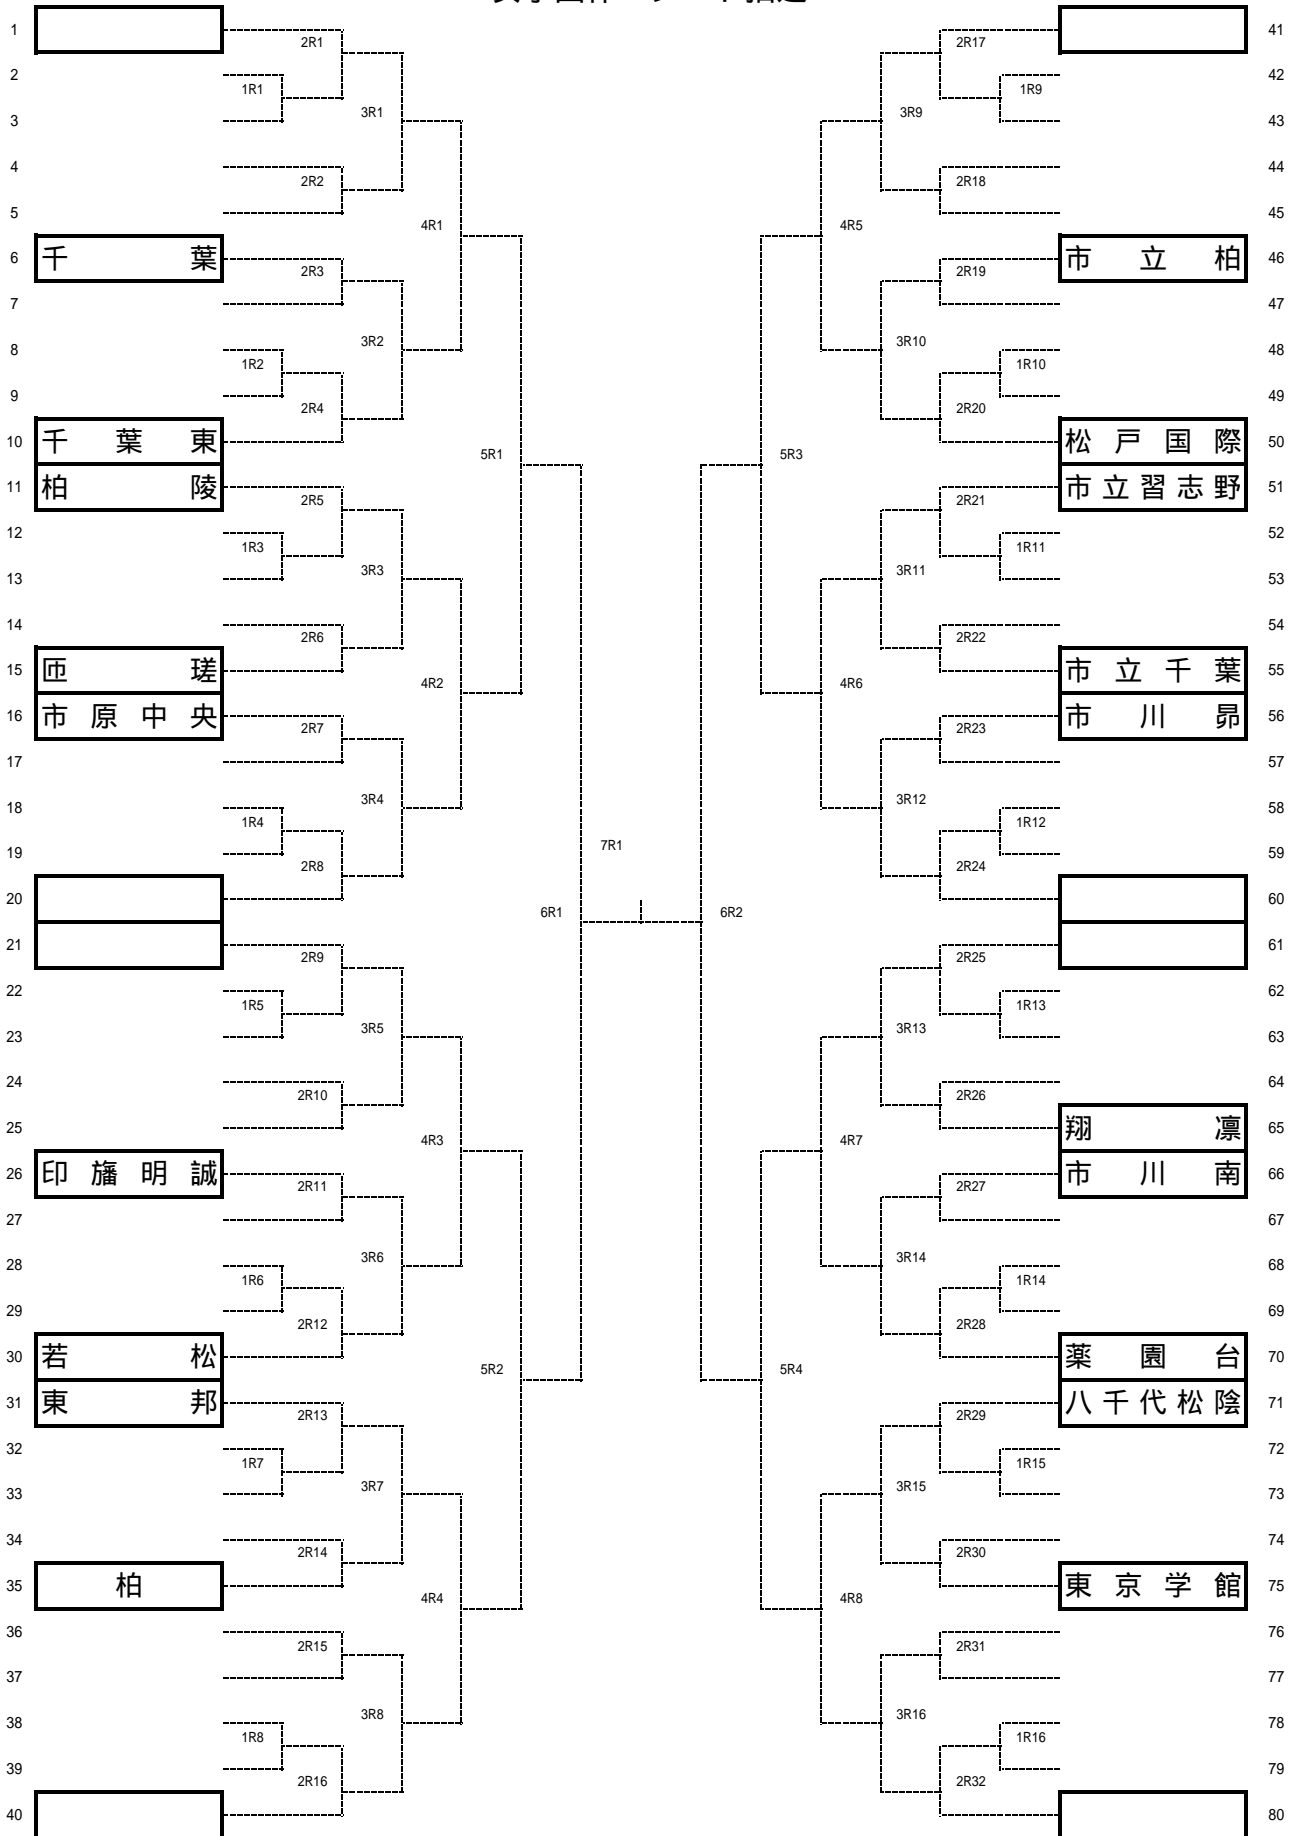 1 2R1 2R17 41
2 1R1 1R9 42
3 3R1 3R9 43
4 2R2 2R18 44
5 4R1 4R5 45
6 千葉 2R3 2R19 市立柏 46
7 47
8 1R2 3R2 3R10 1R10 48
9 2R4 2R20 49
10 千葉東 5R1 5R3 松戸国際 50
11 柏陵 2R5 2R21 市立習志野 51
12 1R3 1R11 52
13 3R3 3R11 53
14 2R6 2R22 54
15 匝瑳 4R2 4R6 市立千葉 55
16 市原中央 2R7 2R23 市川昴 56
17 57
18 1R4 3R4 3R12 1R12 58
19 2R8 7R1 2R24 59
20 6R1 6R2 60
21 2R9 2R25 61
22 1R5 1R13 62
23 3R5 3R13 63
24 2R10 2R26 64
25 4R3 4R7 翔凛 65
26 印旛明誠 2R11 2R27 市川南 66
27 67
28 1R6 3R6 3R14 1R14 68
29 2R12 2R28 69
30 若松 5R2 5R4 薬園台 70
31 東邦 2R13 2R29 八千代松陰 71
32 1R7 1R15 72
33 3R7 3R15 73
34 2R14 2R30 74
35 柏 4R4 4R8 東京学館 75
36 2R15 2R31 76
37 77
38 1R8 3R8 3R16 1R16 78
39 2R16 2R32 79
40 80